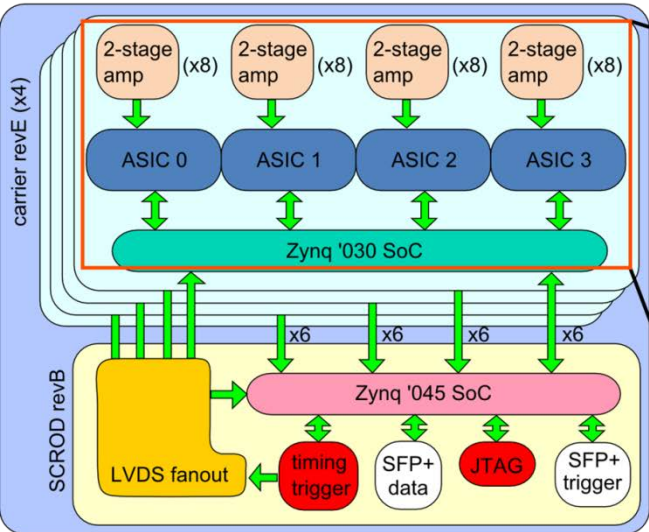 carrier revE (x4)
2-stage
amp
(x8)
2-stage
amp
(x8)
2-stage
amp
(x8)
2-stage
amp
(x8)
ASIC 0
ASIC 1
ASIC 2
ASIC 3
Zynq '030 SoC
x6
x6
x6
x6
SCROD revB
Zynq '045 SoC
LVDS fanout
timing
trigger
SFP+
data
JTAG
SFP+
trigger